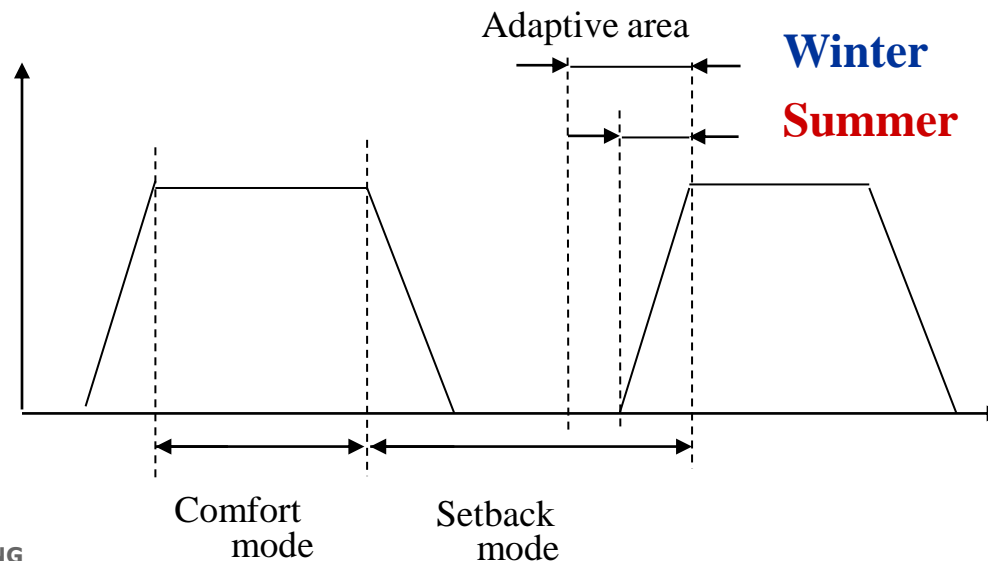 Adaptive area
Winter
Summer
Comfort
mode
Setback
mode